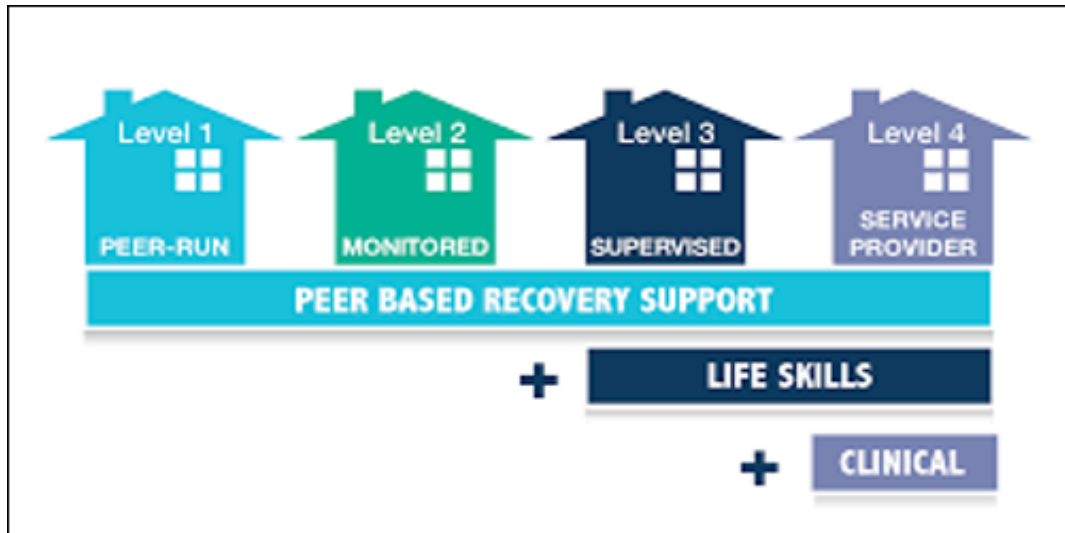 Level 1
PEER-RUN
Level 2
MONITORED
Level 3
SUPERVISED
Level 4
SERVICE
PROVIDER
PEER BASED RECOVERY SUPPORT
+ LIFE SKILLS
+ CLINICAL